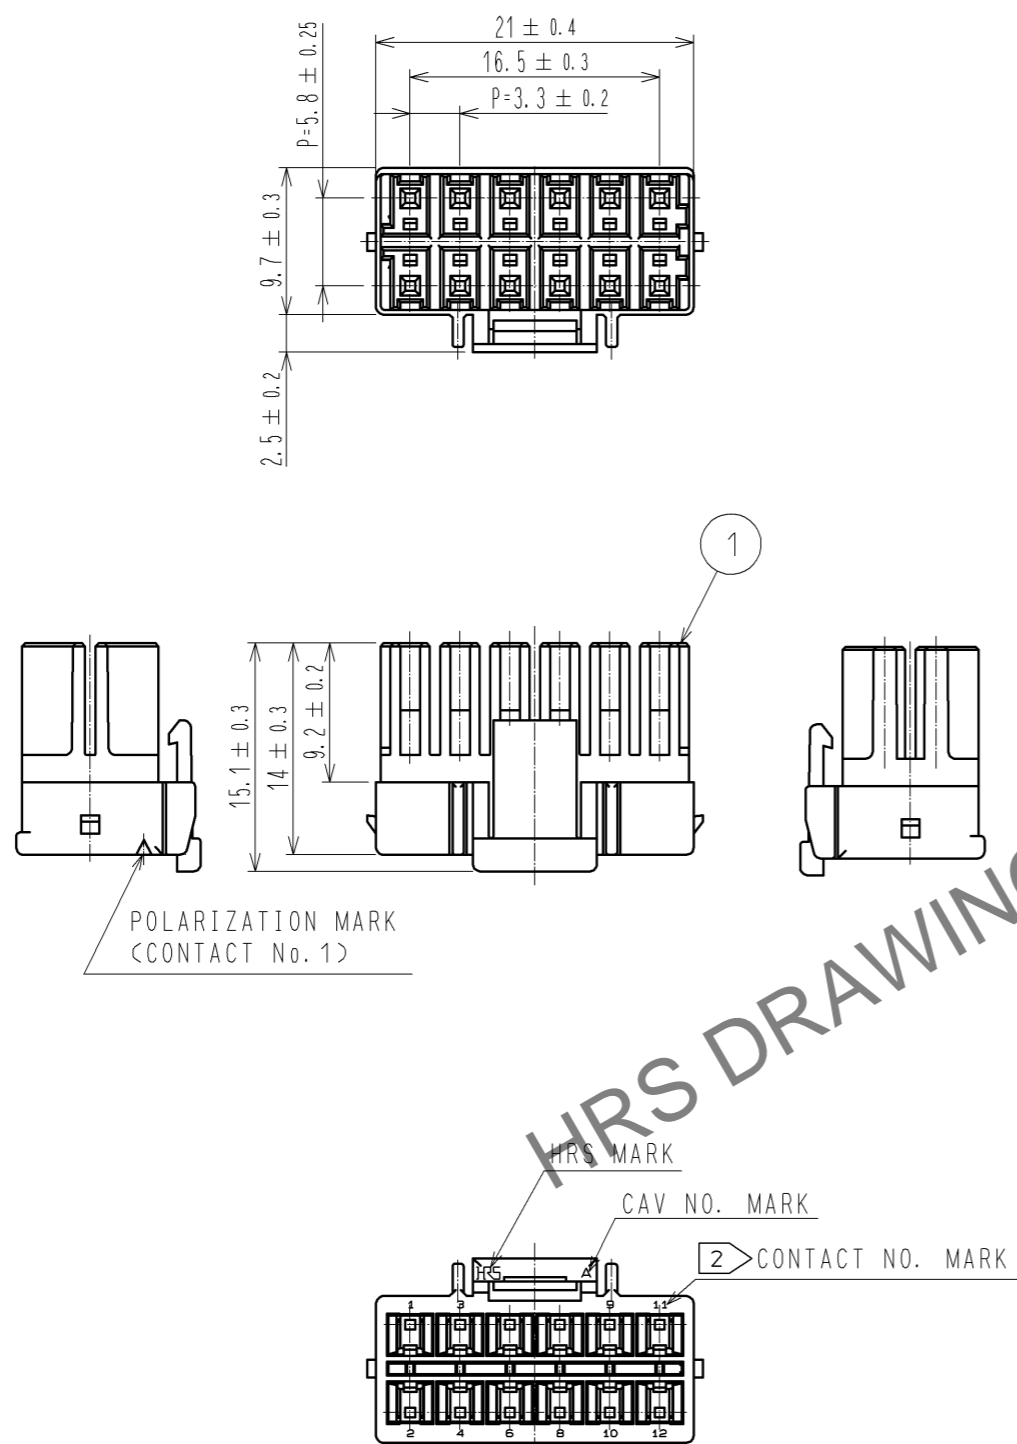 21 ± 0.4
16.5 ± 0.3
P=3.3 ± 0.2
P=5.8 ± 0.25
9.7 ± 0.3
2.5 ± 0.2
1
15.1 ± 0.3
14 ± 0.3
9.2 ± 0.2
POLARIZATION MARK
(CONTACT No.1)
HRS DRAWING
HRS MARK
CAV NO. MARK
2 CONTACT NO. MARK
HRS A
1 3 9 11
2 4 6 8 10 12